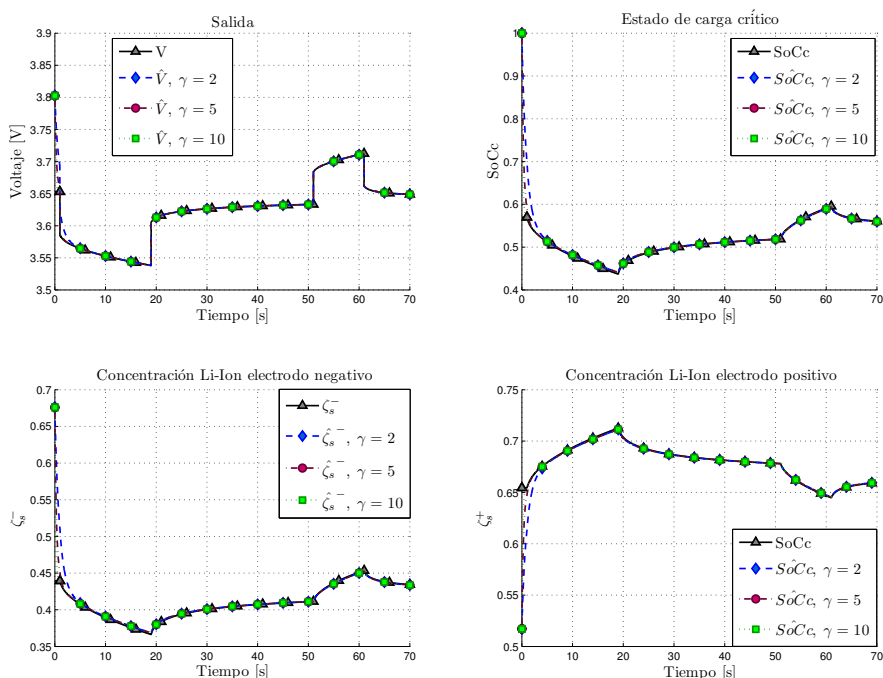 Salida
3.9
3.85
3.8
3.75
3.7
3.65
3.6
3.55
3.5
Voltaje [V]
V
V̂, γ = 2
V̂, γ = 5
V̂, γ = 10
0 10 20 30 40 50 60 70
Tiempo [s]
Estado de carga crítico
1
0.9
0.8
0.7
0.6
0.5
0.4
SoCc
SoCc
SôCc, γ = 2
SôCc, γ = 5
SôCc, γ = 10
0 10 20 30 40 50 60 70
Tiempo [s]
Concentración Li-Ion electrodo negativo
0.7
0.65
0.6
0.55
0.5
0.45
0.4
0.35
ζs−
ζs−
ζ̂s−, γ = 2
ζ̂s−, γ = 5
ζ̂s−, γ = 10
0 10 20 30 40 50 60 70
Tiempo [s]
Concentración Li-Ion electrodo positivo
0.75
0.7
0.65
0.6
0.55
0.5
ζs+
SoCc
SôCc, γ = 2
SôCc, γ = 5
SôCc, γ = 10
0 10 20 30 40 50 60 70
Tiempo [s]